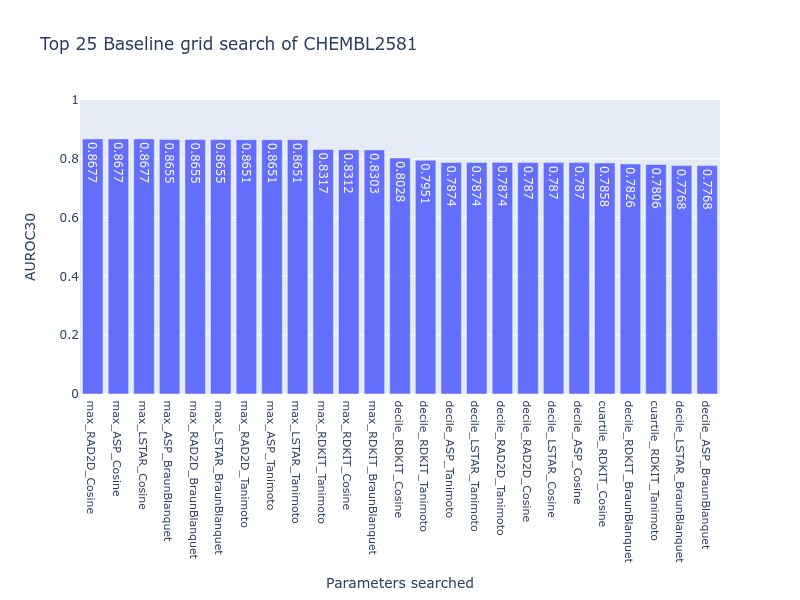 Top 25 Baseline grid search of CHEMBL2581
AUROC30
1
0.8
0.6
0.4
0.2
0
0.8677
0.8677
0.8677
0.8655
0.8655
0.8655
0.8651
0.8651
0.8651
0.8317
0.8312
0.8303
0.8028
0.7951
0.7874
0.7874
0.7874
0.787
0.787
0.787
0.7858
0.7826
0.7806
0.7768
0.7768
max_RAD2D_Cosine
max_ASP_Cosine
max_LSTAR_Cosine
max_ASP_BraunBlanquet
max_RAD2D_BraunBlanquet
max_LSTAR_BraunBlanquet
max_RAD2D_Tanimoto
max_ASP_Tanimoto
max_LSTAR_Tanimoto
max_RDKIT_Tanimoto
max_RDKIT_Cosine
max_RDKIT_BraunBlanquet
decile_RDKIT_Cosine
decile_RDKIT_Tanimoto
decile_ASP_Tanimoto
decile_LSTAR_Tanimoto
decile_RAD2D_Tanimoto
decile_RAD2D_Cosine
decile_LSTAR_Cosine
decile_ASP_Cosine
cuartile_RDKIT_Cosine
decile_RDKIT_BraunBlanquet
cuartile_RDKIT_Tanimoto
decile_LSTAR_BraunBlanquet
decile_ASP_BraunBlanquet
Parameters searched